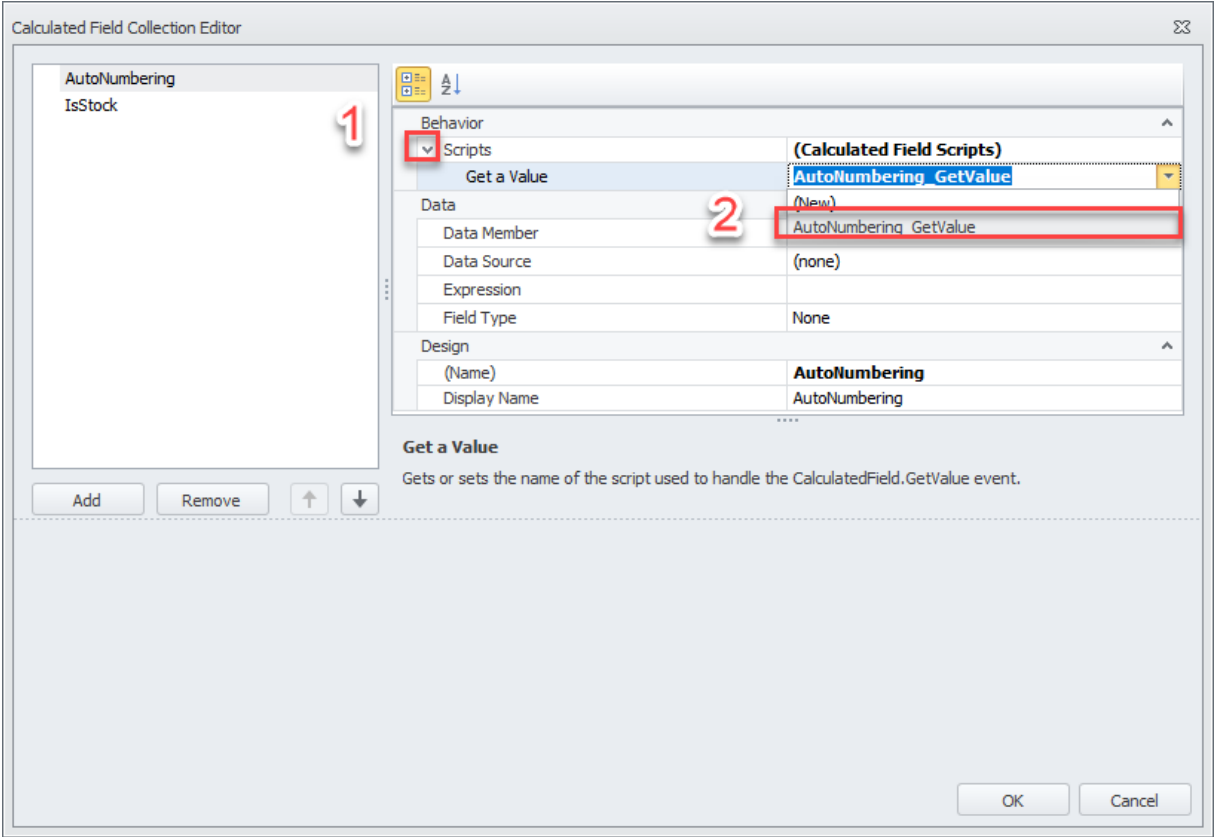 Calculated Field Collection Editor
AutoNumbering
IsStock
1
Behavior
Scripts (Calculated Field Scripts)
Get a Value AutoNumbering_GetValue
(New)
Data
2
AutoNumbering_GetValue
Data Member
Data Source (none)
Expression
Field Type None
Design
(Name) AutoNumbering
Display Name AutoNumbering
Get a Value
Gets or sets the name of the script used to handle the CalculatedField.GetValue event.
Add Remove
OK Cancel